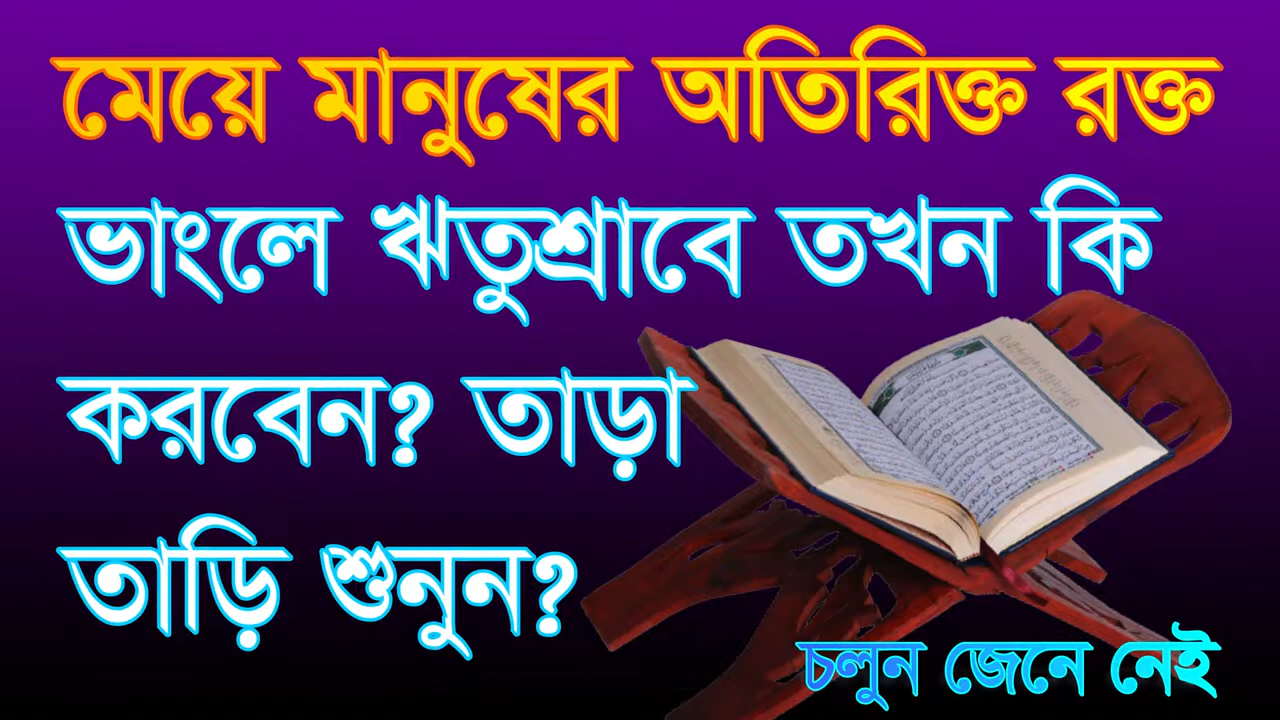 মেয়ে মানুষের অতিরিক্ত রক্ত
ভাংলে ঋতুশ্রাবে তখন কি
করবেন? তাড়া
তাড়ি শুনুন?
চলুন জেনে নেই